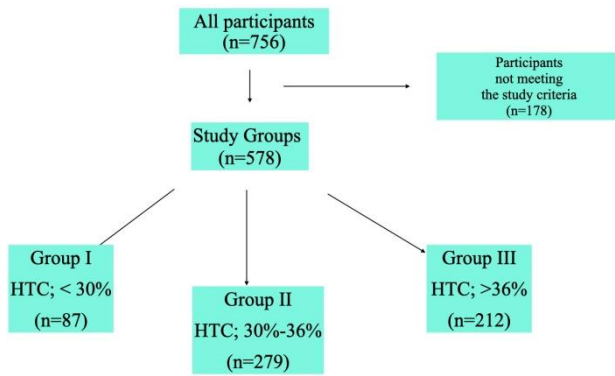 All participants
(n=756)
Participants
not meeting
the study criteria
(n=178)
Study Groups
(n=578)
Group I
HTC; < 30%
(n=87)
Group II
HTC; 30%-36%
(n=279)
Group III
HTC; >36%
(n=212)